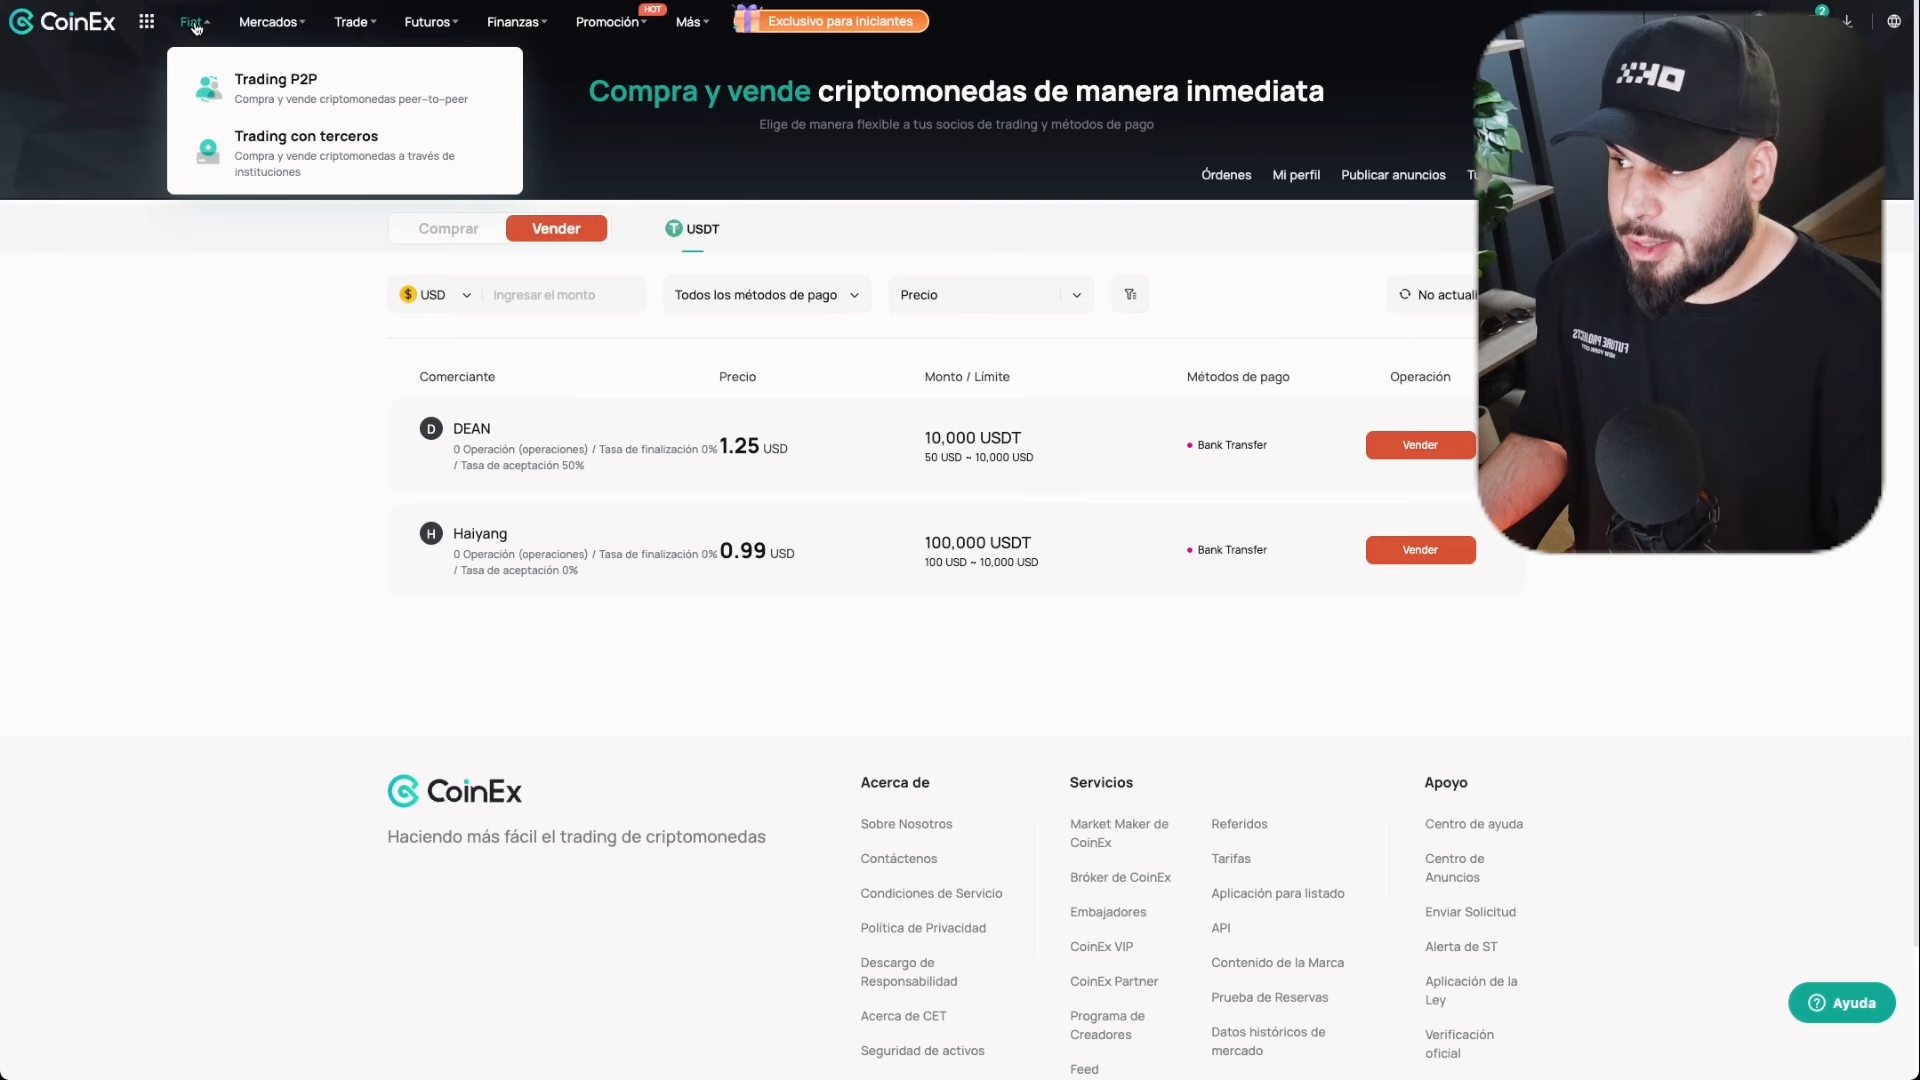 CoinEx
Fiat
Mercados
Trade
Futuros
Finanzas
Promoción
HOT
Más
Exclusivo para iniciantes
2
Trading P2P
Compra y vende criptomonedas peer-to-peer
Trading con terceros
Compra y vende criptomonedas a través de
instituciones
Compra y vende criptomonedas de manera inmediata
Elige de manera flexible a tus socios de trading y métodos de pago
Órdenes
Mi perfil
Publicar anuncios
Comprar
Vender
USDT
USD
Ingresar el monto
Todos los métodos de pago
Precio
No actuali
Comerciante
Precio
Monto / Límite
Métodos de pago
Operación
D
DEAN
0 Operación (operaciones) / Tasa de finalización 0%
/ Tasa de aceptación 50%
1.25 USD
10,000 USDT
50 USD ~ 10,000 USD
Bank Transfer
Vender
H
Haiyang
0 Operación (operaciones) / Tasa de finalización 0%
/ Tasa de aceptación 0%
0.99 USD
100,000 USDT
100 USD ~ 10,000 USD
Bank Transfer
Vender
FUTURE PROJECTS
NEW YORK CITY
CoinEx
Haciendo más fácil el trading de criptomonedas
Acerca de
Sobre Nosotros
Contáctenos
Condiciones de Servicio
Política de Privacidad
Descargo de
Responsabilidad
Acerca de CET
Seguridad de activos
Servicios
Market Maker de
CoinEx
Bróker de CoinEx
Embajadores
CoinEx VIP
CoinEx Partner
Programa de
Creadores
Feed
Referidos
Tarifas
Aplicación para listado
API
Contenido de la Marca
Prueba de Reservas
Datos históricos de
mercado
Apoyo
Centro de ayuda
Centro de
Anuncios
Enviar Solicitud
Alerta de ST
Aplicación de la
Ley
Verificación
oficial
Ayuda